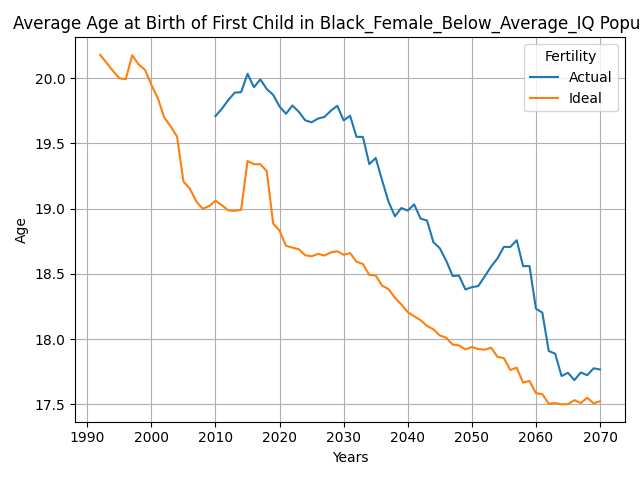 Average Age at Birth of First Child in Black_Female_Below_Average_IQ Popu
Fertility
Actual
Ideal
Age
20.0
19.5
19.0
18.5
18.0
17.5
1990 2000 2010 2020 2030 2040 2050 2060 2070
Years